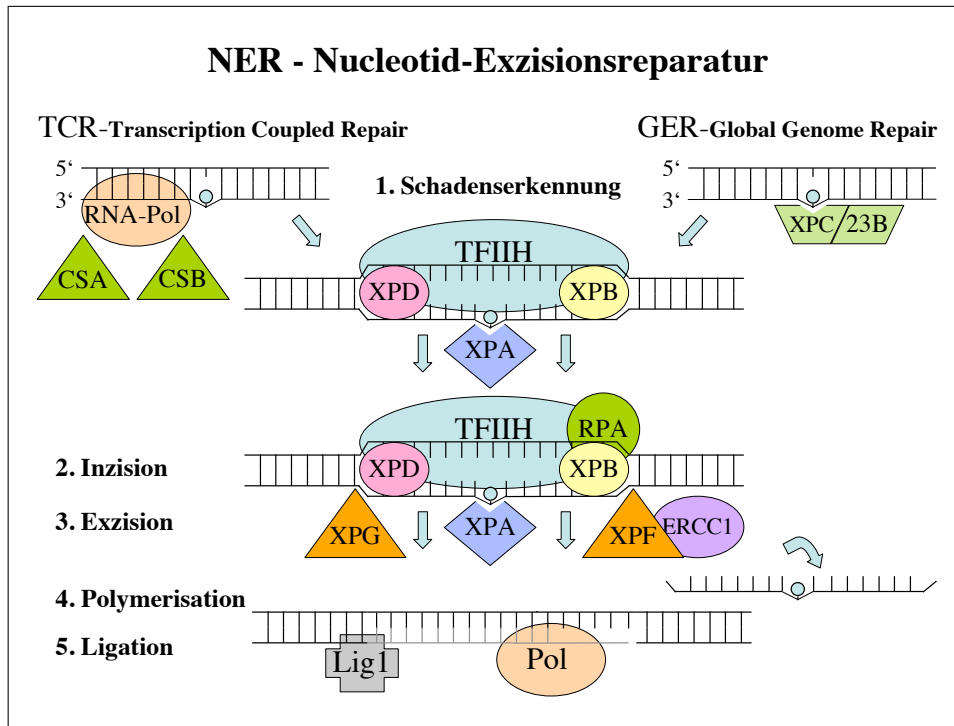 NER - Nucleotid-Exzisionsreparatur
TCR-Transcription Coupled Repair
GER-Global Genome Repair
5‘
3‘
RNA-Pol
CSA
CSB
1. Schadenserkennung
5‘
3‘
XPC/23B
TFIIH
XPD
XPB
XPA
TFIIH
RPA
2. Inzision
XPD
XPB
3. Exzision
XPG
XPA
XPF
ERCC1
4. Polymerisation
5. Ligation
Lig1
Pol